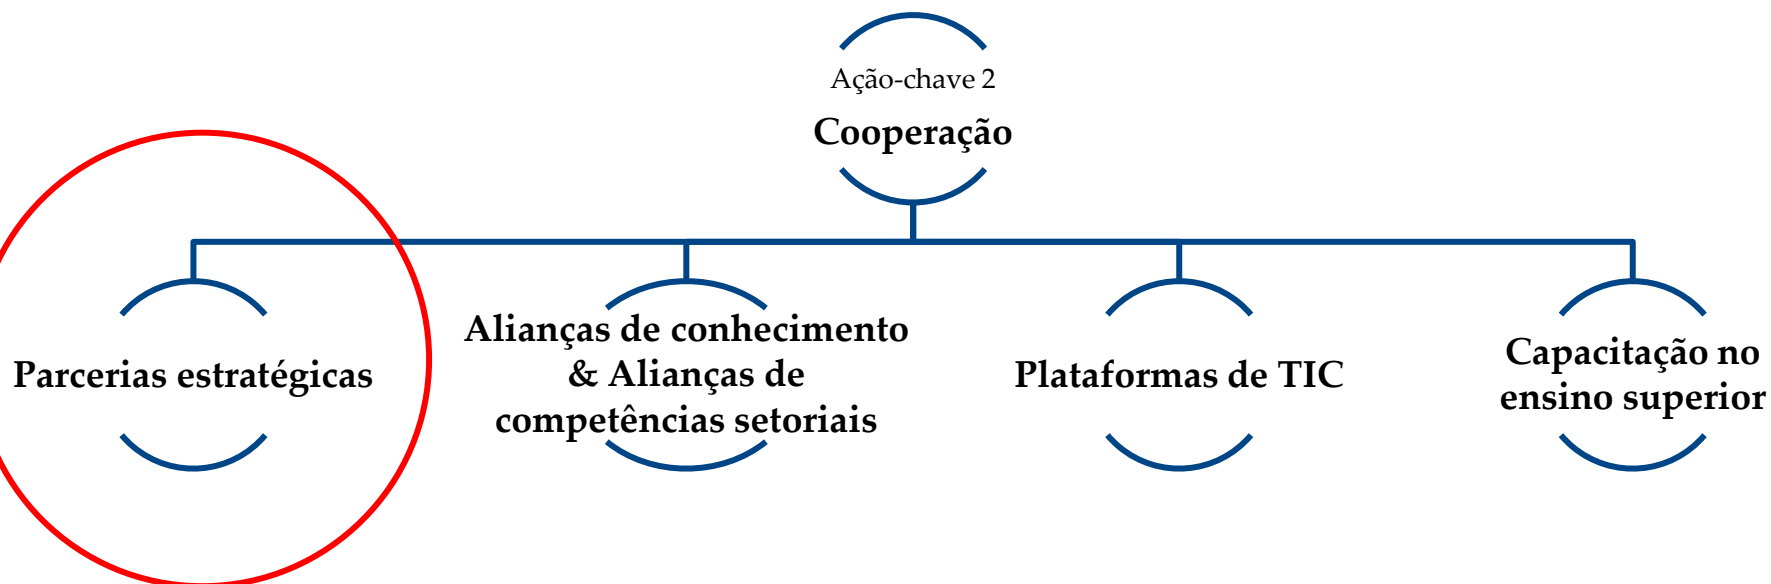 Ação-chave 2
Cooperação
Parcerias estratégicas
Alianças de conhecimento
& Alianças de
competências setoriais
Plataformas de TIC
Capacitação no
ensino superior